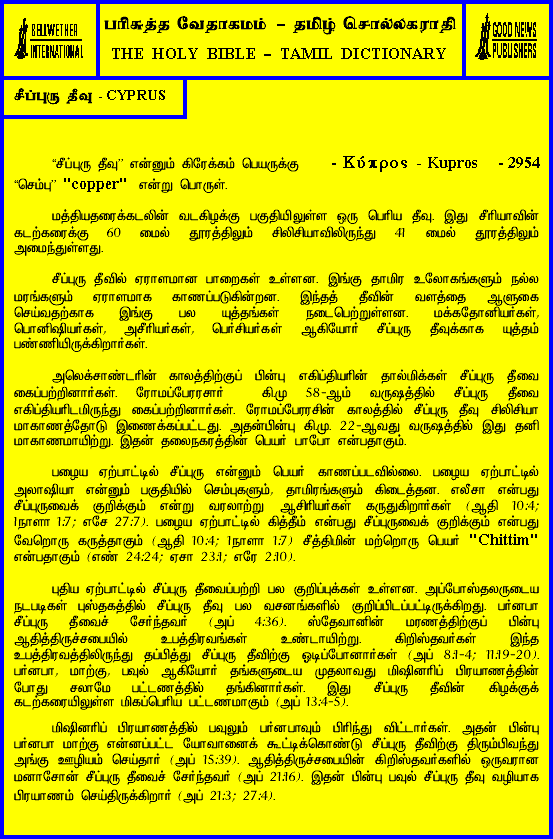 BELLWETHER
INTERNATIONAL
பரிசுத்த வேதாகமம் – தமிழ் சொல்லகராதி
THE HOLY BIBLE – TAMIL DICTIONARY
GOOD NEWS
PUBLISHERS
சீப்புரு தீவு - CYPRUS
“சீப்புரு தீவு” என்னும் கிரேக்கம் பெயருக்கு - Κύπρος - Kupros - 2954
“செம்பு” "copper" என்று பொருள்.
மத்தியதரைக்கடலின் வடகிழக்கு பகுதியிலுள்ள ஒரு பெரிய தீவு. இது சீரியாவின்
கடற்கரைக்கு 60 மைல் தூரத்திலும் சிலிசியாவிலிருந்து 41 மைல் தூரத்திலும்
அமைந்துள்ளது.
சீப்புரு தீவில் ஏராளமான பாறைகள் உள்ளன. இங்கு தாமிர உலோகங்களும் நல்ல
மரங்களும் ஏராளமாக காணப்படுகின்றன. இந்தத் தீவின் வளத்தை ஆளுகை
செய்வதற்காக இங்கு பல யுத்தங்கள் நடைபெற்றுள்ளன. மக்கதோனியர்கள்,
பொனிஷியர்கள், அசீரியர்கள், பெர்சியர்கள் ஆகியோர் சீப்புரு தீவுக்காக யுத்தம்
பண்ணியிருக்கிறார்கள்.
அலெக்சாண்டரின் காலத்திற்குப் பின்பு எகிப்தியரின் தால்மிக்கள் சீப்புரு தீவை
கைப்பற்றினார்கள். ரோமப்பேரரசார் கி.மு 58-ஆம் வருஷத்தில் சீப்புரு தீவை
எகிப்தியரிடமிருந்து கைப்பற்றினார்கள். ரோமப்பேரரசின் காலத்தில் சீப்புரு தீவு சிலிசியா
மாகாணத்தோடு இணைக்கப்பட்டது. அதன்பின்பு கி.மு. 22-ஆவது வருஷத்தில் இது தனி
மாகாணமாயிற்று. இதன் தலைநகரத்தின் பெயர் பாபோ என்பதாகும்.
பழைய ஏற்பாட்டில் சீப்புரு என்னும் பெயர் காணப்படவில்லை. பழைய ஏற்பாட்டில்
அலாஷியா என்னும் பகுதியில் செம்புகளும், தாமிரங்களும் கிடைத்தன. எலீசா என்பது
சீப்புருவைக் குறிக்கும் என்று வரலாற்று ஆசிரியர்கள் கருதுகிறார்கள் (ஆதி 10:4;
1நாளா 1:7; எசே 27:7). பழைய ஏற்பாட்டில் கித்தீம் என்பது சீப்புருவைக் குறிக்கும் என்பது
வேறொரு கருத்தாகும் (ஆதி 10:4; 1நாளா 1:7) சீத்திமின் மற்றொரு பெயர் "Chittim"
என்பதாகும் (எண் 24:24; ஏசா 23:1; எரே 2:10).
புதிய ஏற்பாட்டில் சீப்புரு தீவைப்பற்றி பல குறிப்புக்கள் உள்ளன. அப்போஸ்தலருடைய
நடபடிகள் புஸ்தகத்தில் சீப்புரு தீவு பல வசனங்களில் குறிப்பிடப்பட்டிருக்கிறது. பர்னபா
சீப்புரு தீவைச் சேர்ந்தவர் (அப் 4:36). ஸ்தேவானின் மரணத்திற்குப் பின்பு
ஆதித்திருச்சபையில் உபத்திரவங்கள் உண்டாயிற்று. கிறிஸ்தவர்கள் இந்த
உபத்திரவத்திலிருந்து தப்பித்து சீப்புரு தீவிற்கு ஓடிப்போனார்கள் (அப் 8:1-4; 11:19-20).
பர்னபா, மாற்கு, பவுல் ஆகியோர் தங்களுடைய முதலாவது மிஷினரிப் பிரயாணத்தின்
போது சலாமே பட்டணத்தில் தங்கினார்கள். இது சீப்புரு தீவின் கிழக்குக்
கடற்கரையிலுள்ள மிகப்பெரிய பட்டணமாகும் (அப் 13:4-5).
மிஷினரிப் பிரயாணத்தில் பவுலும் பர்னபாவும் பிரிந்து விட்டார்கள். அதன் பின்பு
பர்னபா மாற்கு என்னப்பட்ட யோவானைக் கூட்டிக்கொண்டு சீப்புரு தீவிற்கு திரும்பிவந்து
அங்கு ஊழியம் செய்தார் (அப் 15:39). ஆதித்திருச்சபையின் கிறிஸ்தவர்களில் ஒருவரான
மனாசோன் சீப்புரு தீவைச் சேர்ந்தவர் (அப் 21:16). இதன் பின்பு பவுல் சீப்புரு தீவு வழியாக
பிரயாணம் செய்திருக்கிறார் (அப் 21:3; 27:4).